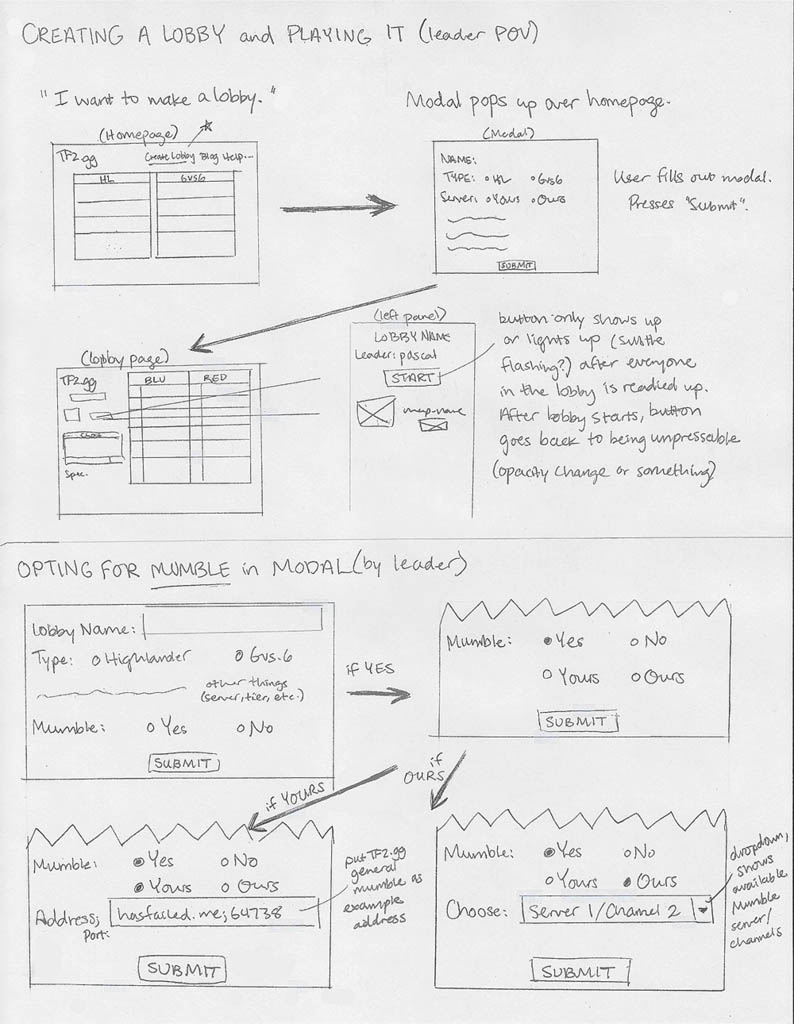 CREATING A LOBBY and PLAYING IT (leader POV)
"I want to make a lobby."
(Homepage)
TF2.gg
Create Lobby Blog Help...
HL
6vs6
Modal pops up over homepage.
(Modal)
NAME:
TYPE: HL 6vs6
Server: Yours Ours
SUBMIT
User fills out modal.
Presses "Submit".
(lobby page)
TF2.gg
BLU
RED
Spec.
(left panel)
LOBBY NAME
Leader: pascal
START
map-name
button only shows up
or lights up (subtle
flashing?) after everyone
in the lobby is readied up.
After lobby starts, button
goes back to being unpressable
(opacity change or something)
OPTING FOR MUMBLE in MODAL (by leader)
Lobby Name:
Type: Highlander 6vs.6
other things
(server, tier, etc.)
Mumble: Yes No
SUBMIT
if YES
Mumble: Yes No
Yours Ours
SUBMIT
if YOURS
if
OURS
Mumble: Yes No
Yours Ours
Address;
Port:
hasfailed.me;64738
SUBMIT
put TF2.gg
general
mumble as
example
address
Mumble: Yes No
Yours Ours
Choose: Server 1/Channel 2
SUBMIT
dropdown,
shows
available
Mumble
server/
channels